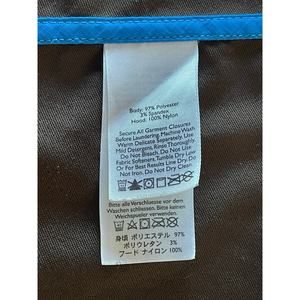 Body: 97% Polyester
3% Spandex
Hood: 100% Nylon
Secure All Garment Closures
Before Laundering. Machine Wash
Warm Delicate Separately. Using
Mild Detergent, Rinse Thoroughly.
Do Not Bleach. Do Not Use
Fabric Softeners. Tumble Dry Low
Or For Best Results Line Dry.
Do Not Iron. Do Not Dry Clean.
Bitte alle Verschlüsse vor dem
Waschen schliessen. Bitte keinen
Weichspueler verwenden.
身頃 ポリエステル 97%
ポリウレタン 3%
フード ナイロン 100%